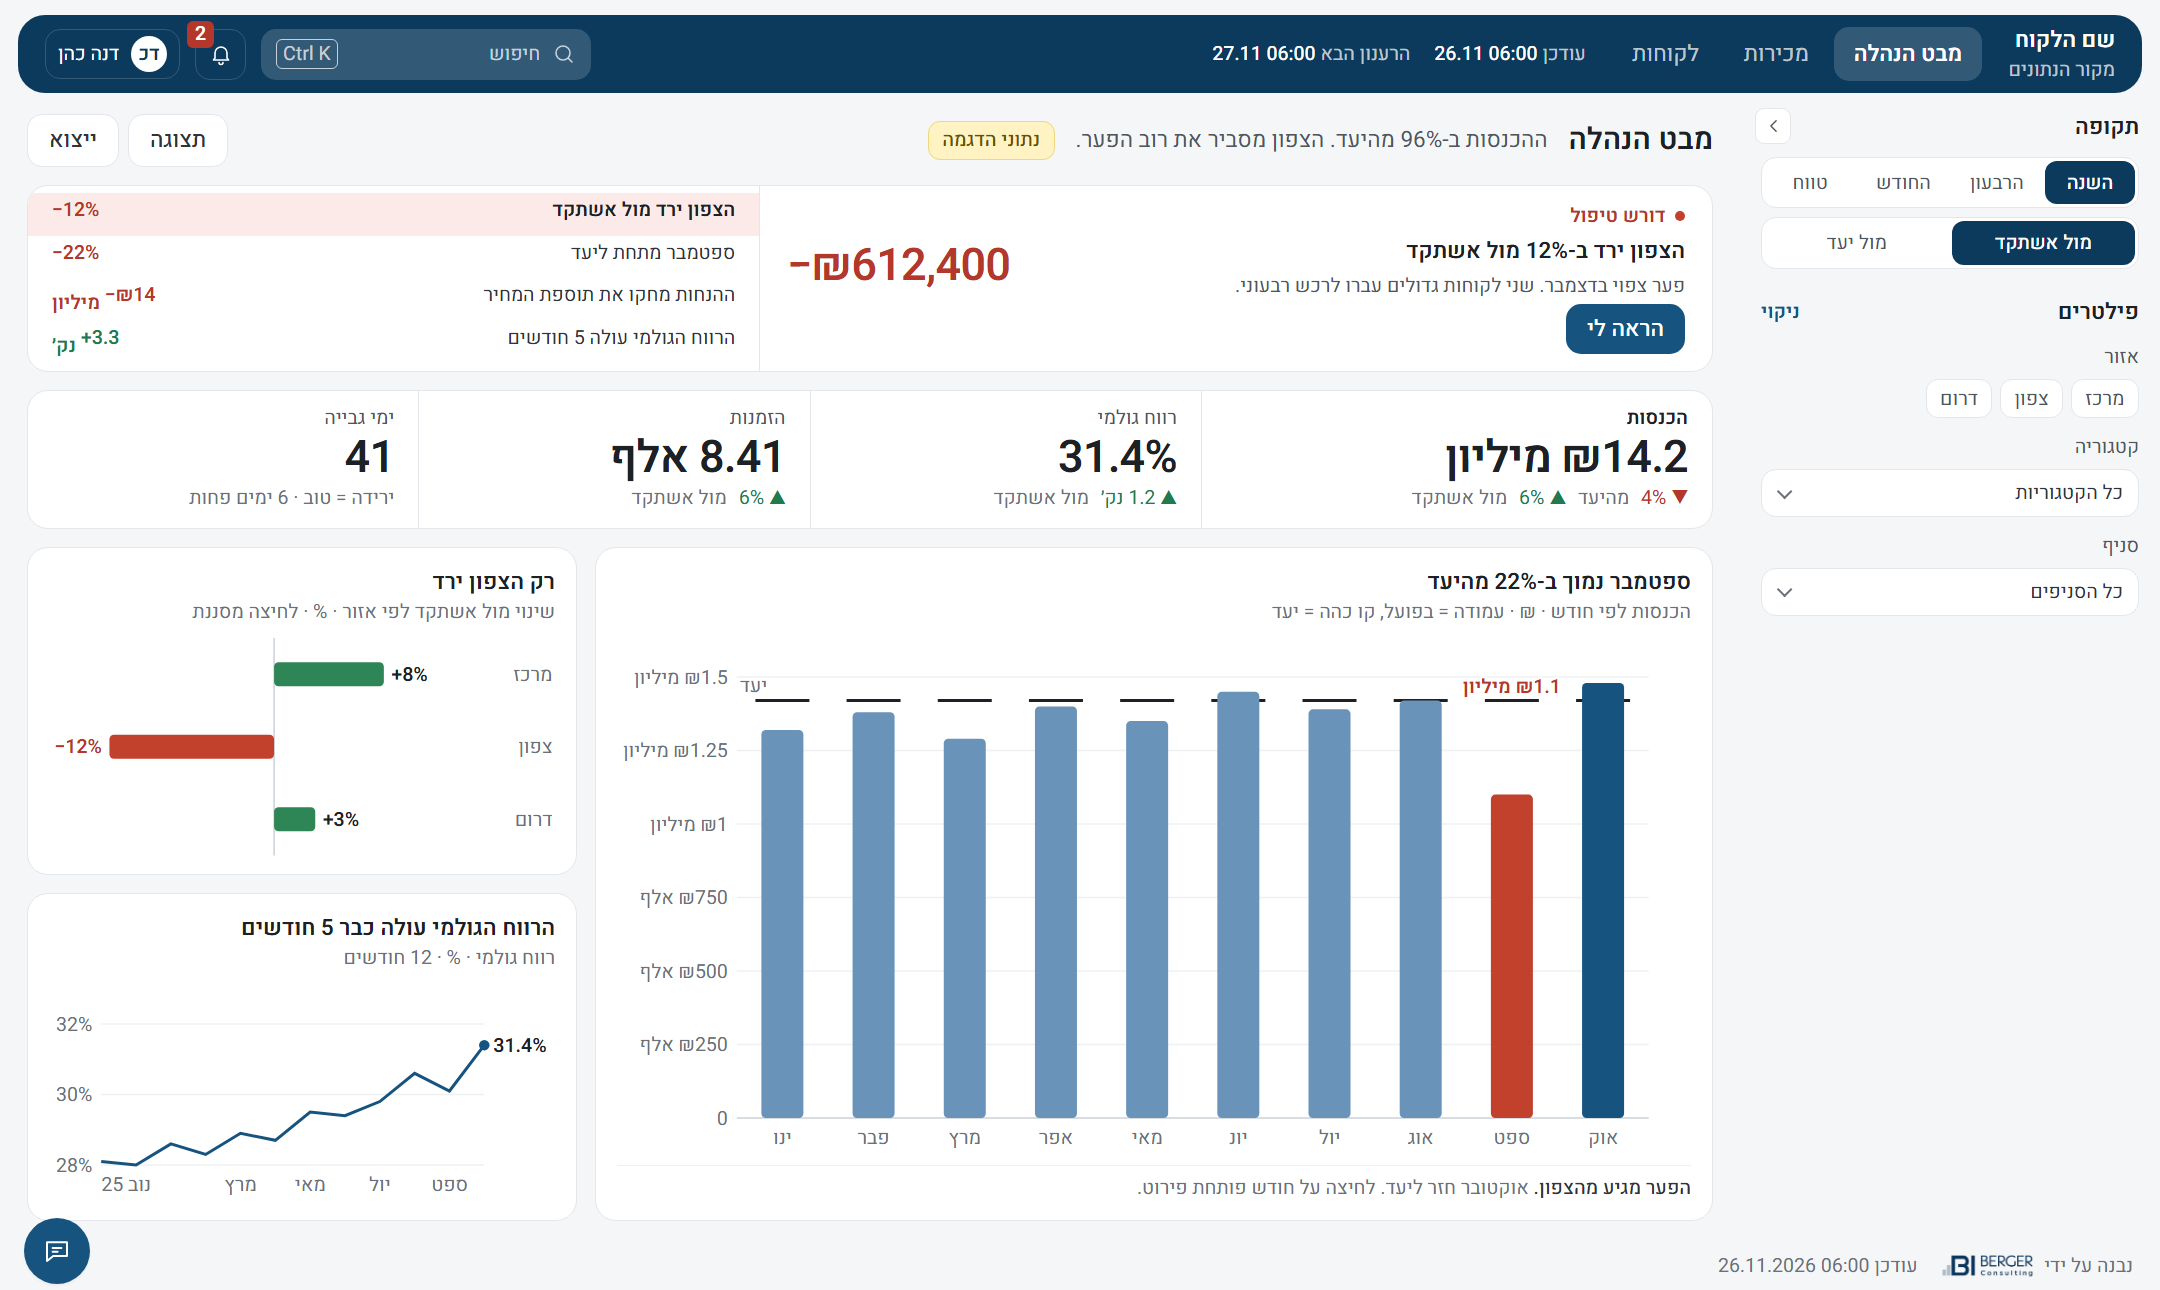 שם הלקוח
מקור הנתונים
מבט הנהלה
מכירות
לקוחות
עודכן 26.11 06:00
הרענון הבא 27.11 06:00
חיפוש
Ctrl K
2
דכ
דנה כהן
תקופה
השנה
הרבעון
החודש
טווח
מול אשתקד
מול יעד
פילטרים
ניקוי
אזור
מרכז
צפון
דרום
קטגוריה
כל הקטגוריות
סניף
כל הסניפים
מבט הנהלה
ההכנסות ב-96% מהיעד. הצפון מסביר את רוב הפער.
נתוני הדגמה
תצוגה
ייצוא
דורש טיפול
הצפון ירד ב-12% מול אשתקד
פער צפוי בדצמבר. שני לקוחות גדולים עברו לרכש רבעוני.
הראה לי
−₪612,400
הצפון ירד מול אשתקד
−12%
ספטמבר מתחת ליעד
−22%
ההנחות מחקו את תוספת המחיר
−₪14 מיליון
הרווח הגולמי עולה 5 חודשים
+3.3 נק׳
הכנסות
₪14.2 מיליון
▼ 4% מהיעד ▲ 6% מול אשתקד
רווח גולמי
31.4%
▲ 1.2 נק׳ מול אשתקד
הזמנות
8.41 אלף
▲ 6% מול אשתקד
ימי גבייה
41
ירידה = טוב · 6 ימים פחות
ספטמבר נמוך ב-22% מהיעד
הכנסות לפי חודש · ₪ · עמודה = בפועל, קו כהה = יעד
₪1.5 מיליון
₪1.25 מיליון
₪1 מיליון
₪750 אלף
₪500 אלף
₪250 אלף
0
יעד
₪1.1 מיליון
ינו
פבר
מרץ
אפר
מאי
יונ
יול
אוג
ספט
אוק
הפער מגיע מהצפון. אוקטובר חזר ליעד. לחיצה על חודש פותחת פירוט.
רק הצפון ירד
שינוי מול אשתקד לפי אזור · % · לחיצה מסננת
מרכז
+8%
צפון
−12%
דרום
+3%
הרווח הגולמי עולה כבר 5 חודשים
רווח גולמי · % · 12 חודשים
32%
30%
28%
31.4%
נוב 25
מרץ
מאי
יול
ספט
נבנה על ידי
BI BERGER
Consulting
עודכן 26.11.2026 06:00